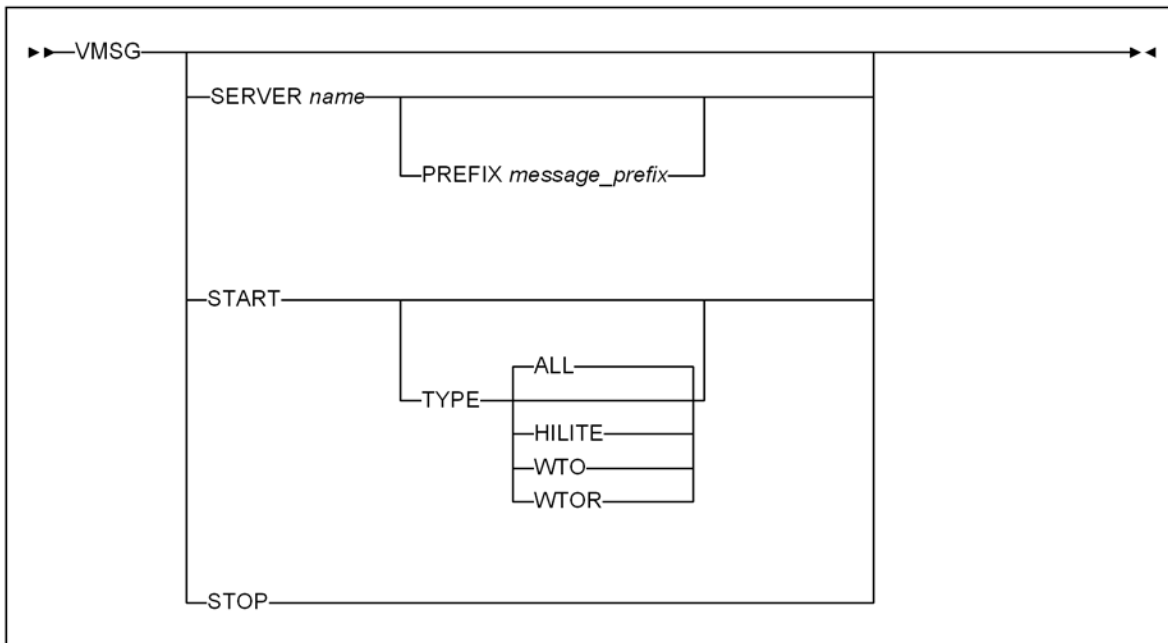 VMSG
SERVER name
PREFIX message_prefix
START
ALL
TYPE
HILITE
WTO
WTOR
STOP